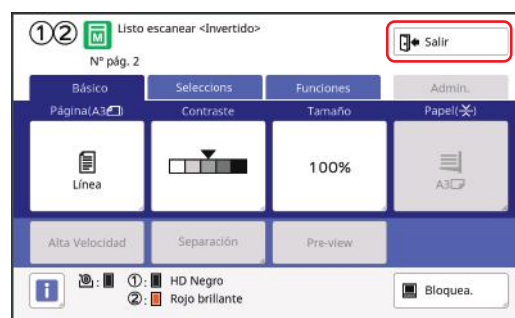 ①② M Listo escanear <Invertido>
Salir
Nº pág. 2
Básico Seleccions Funciones Admin.
Página(A3) Contraste Tamaño Papel()
Línea
100%
A3
Alta Velocidad Separación Pre-view
i ①: HD Negro
②: Rojo brillante
Bloquea.